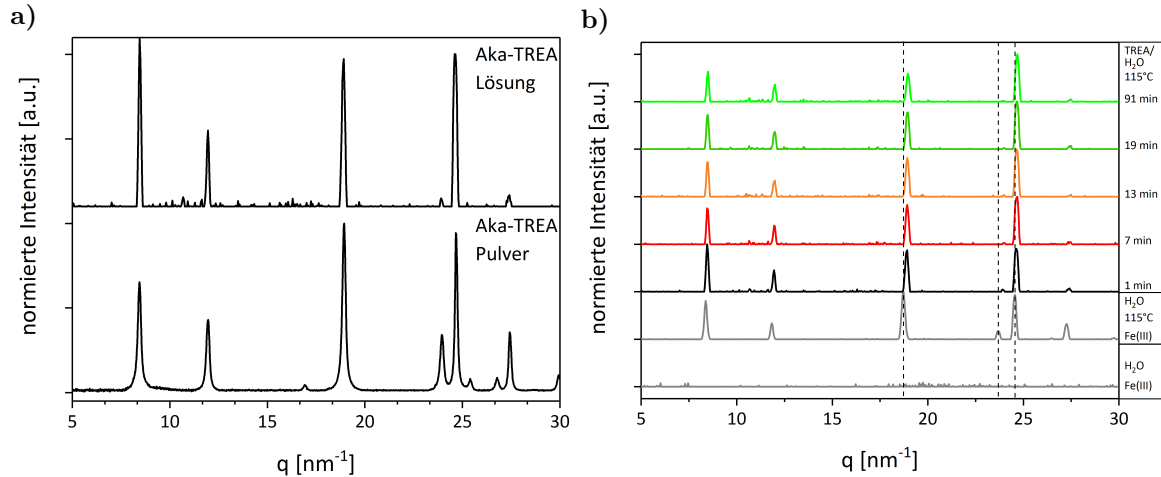 a)
Aka-TREA
Lösung
Aka-TREA
Pulver
normierte Intensität [a.u.]
5 10 15 20 25 30
q [nm-1]
b)
TREA/
H2O
115°C
91 min
19 min
13 min
7 min
1 min
H2O
115°C
Fe(III)
H2O
Fe(III)
normierte Intensität [a.u.]
5 10 15 20 25 30
q [nm-1]